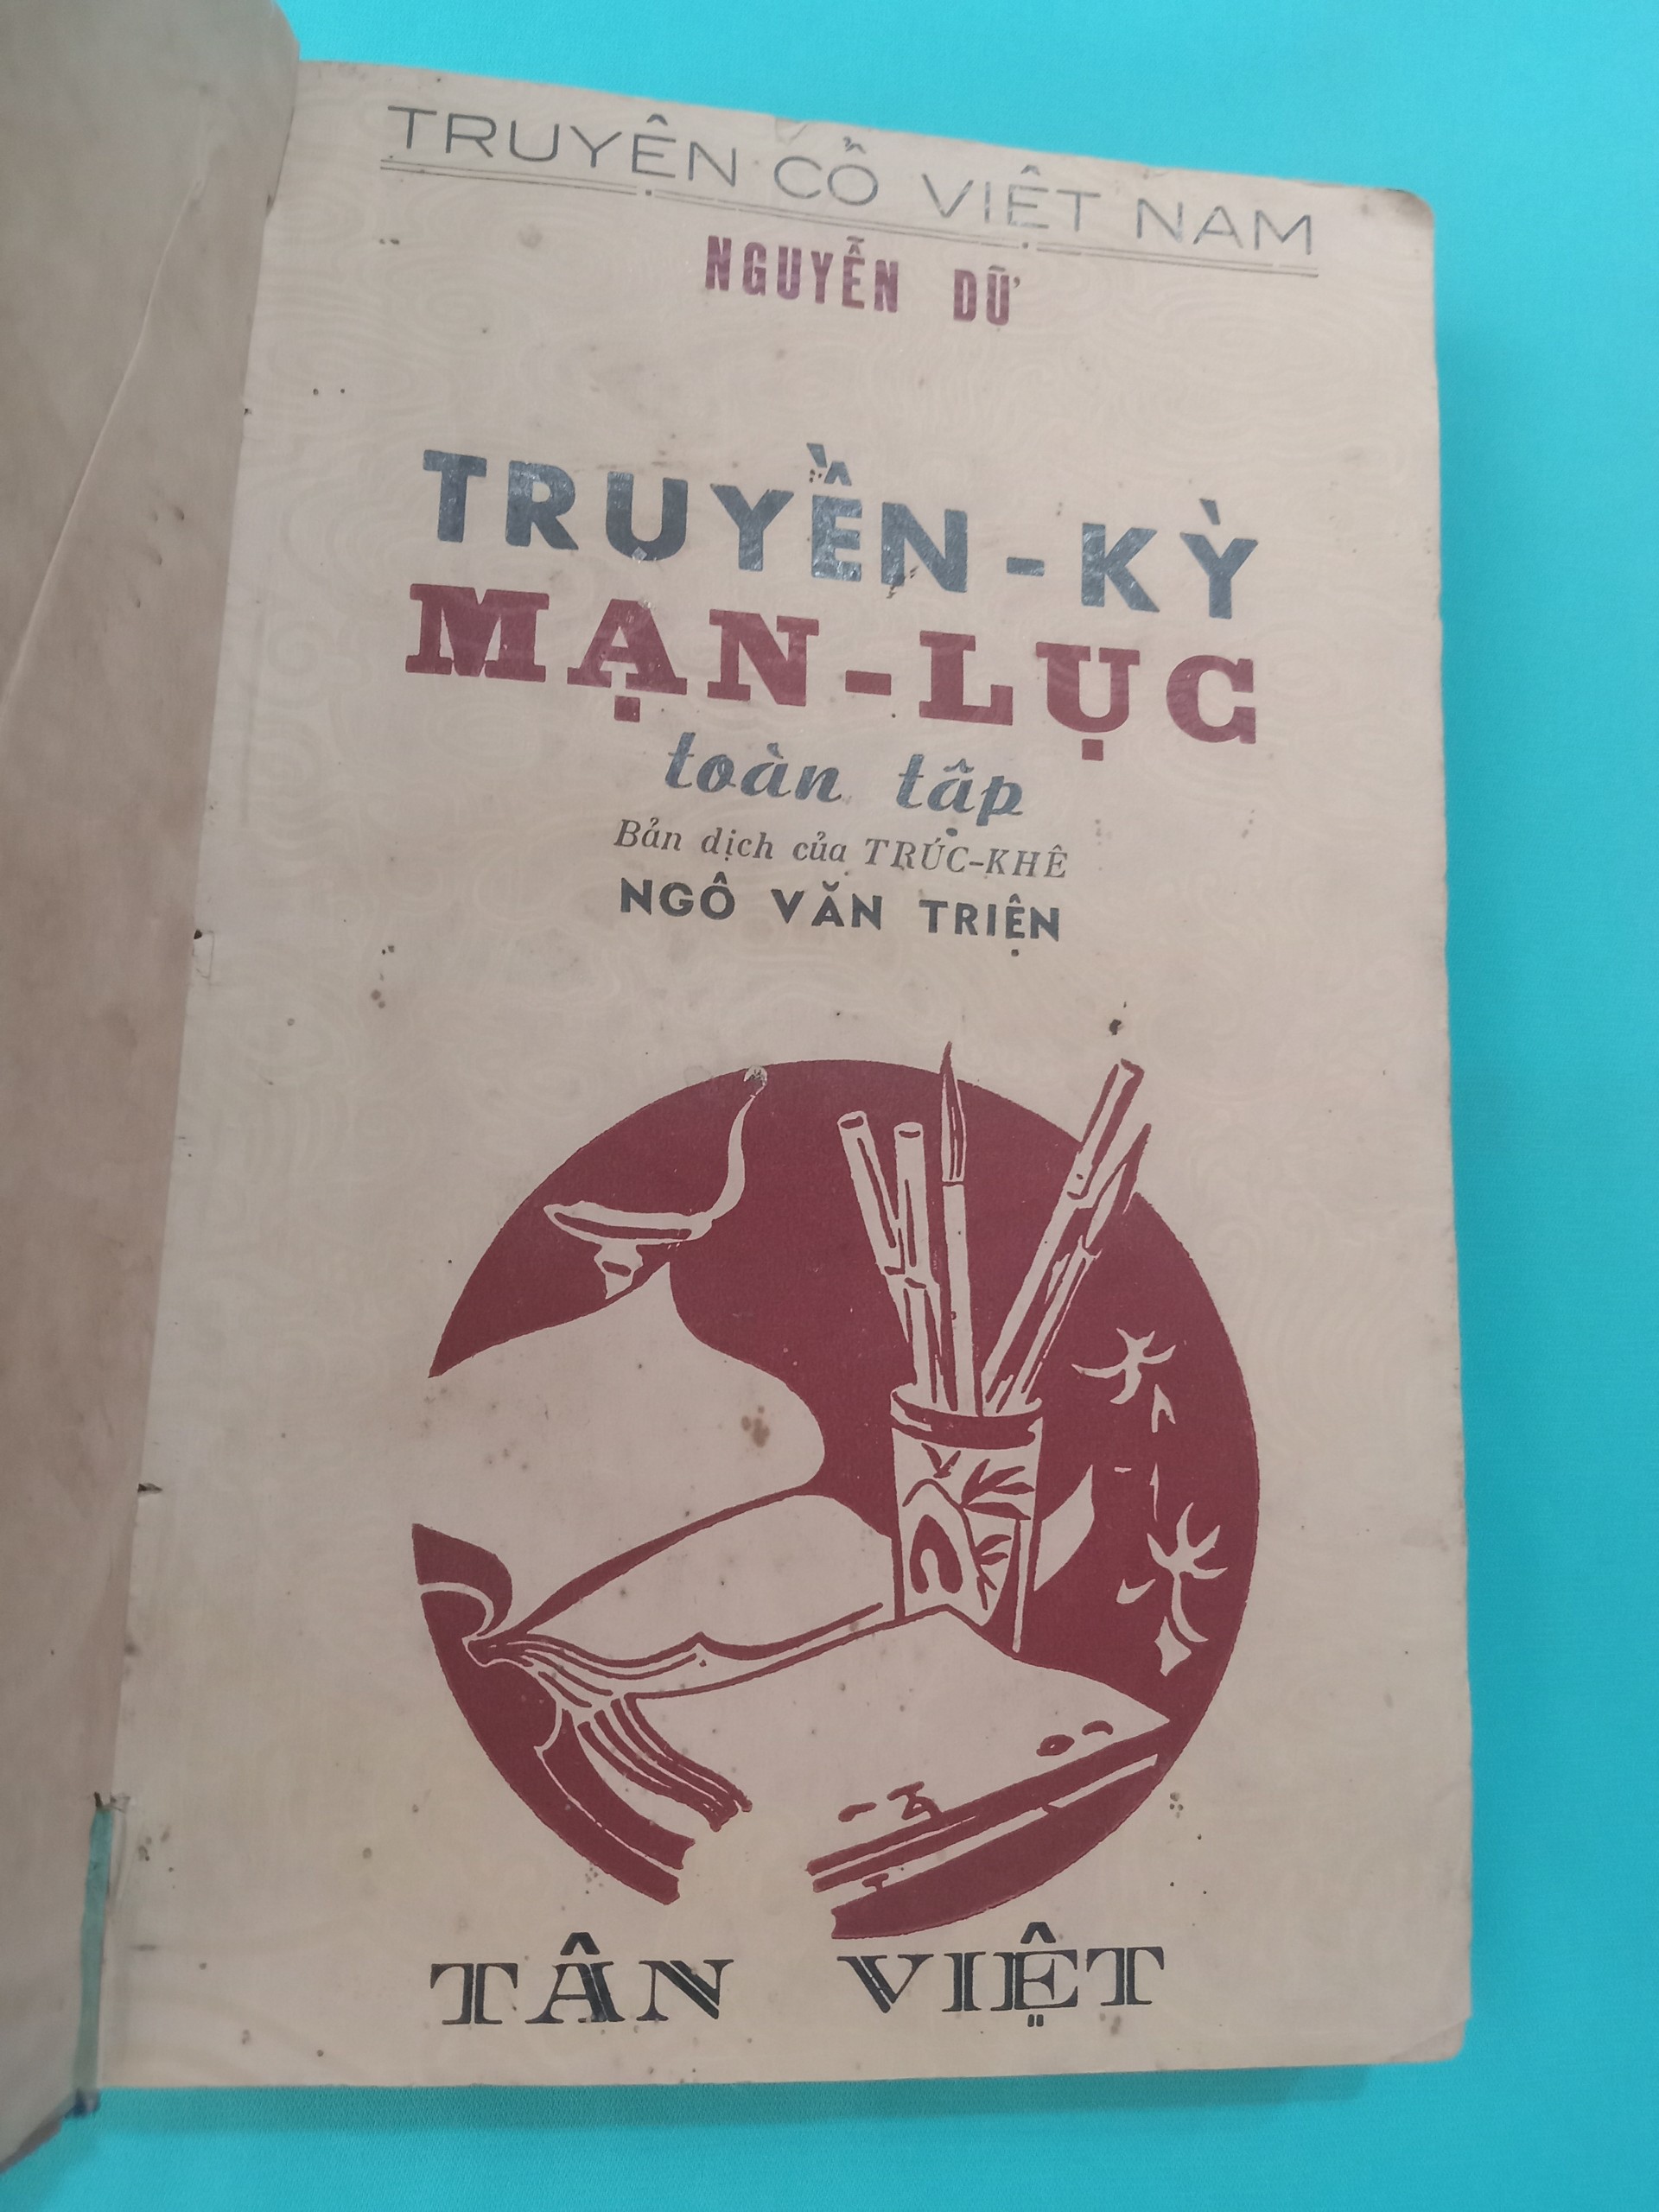 TRUYỆN CỔ VIỆT NAM
NGUYỄN DỮ
TRUYỀN-KỲ
MẠN-LỤC
toàn tập
Bản dịch của TRÚC-KHÊ
NGÔ VĂN TRIỆN
TÂN VIỆT